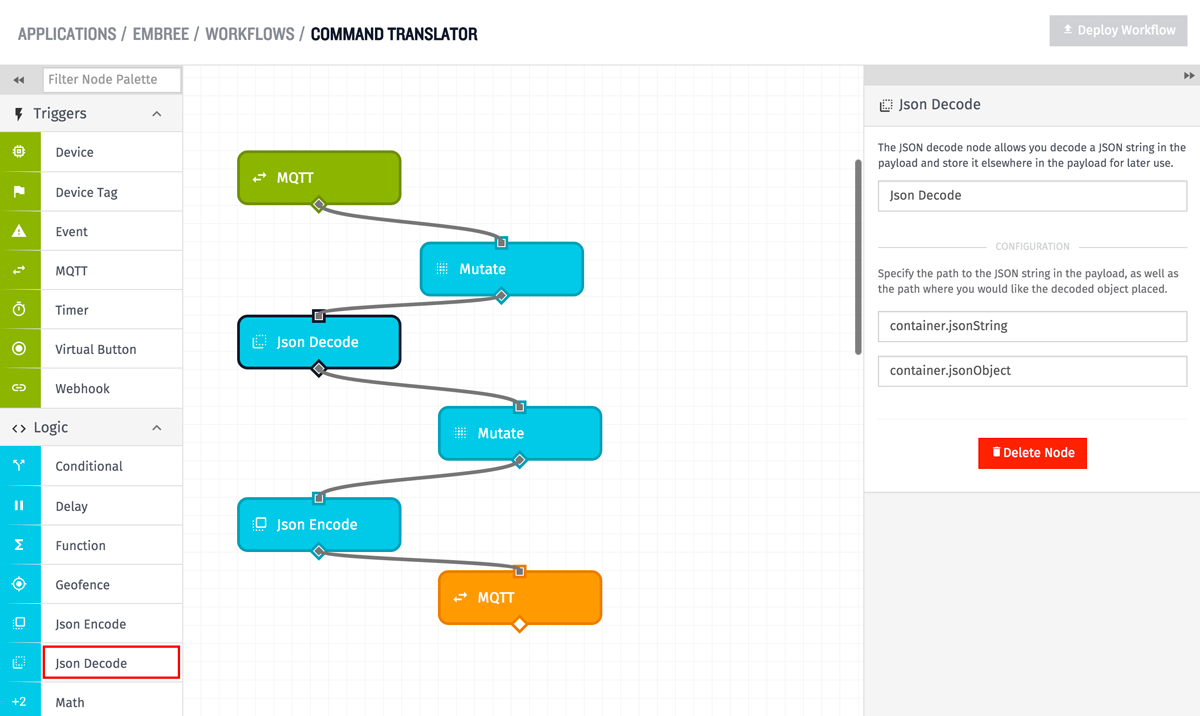 APPLICATIONS / EMBREE / WORKFLOWS / COMMAND TRANSLATOR
Deploy Workflow
Filter Node Palette
Triggers
Device
Device Tag
Event
MQTT
Timer
Virtual Button
Webhook
Logic
Conditional
Delay
Function
Geofence
Json Encode
Json Decode
+2 Math
MQTT
Mutate
Json Decode
Mutate
Json Encode
MQTT
Json Decode
The JSON decode node allows you decode a JSON string in the
payload and store it elsewhere in the payload for later use.
Json Decode
CONFIGURATION
Specify the path to the JSON string in the payload, as well as
the path where you would like the decoded object placed.
container.jsonString
container.jsonObject
Delete Node